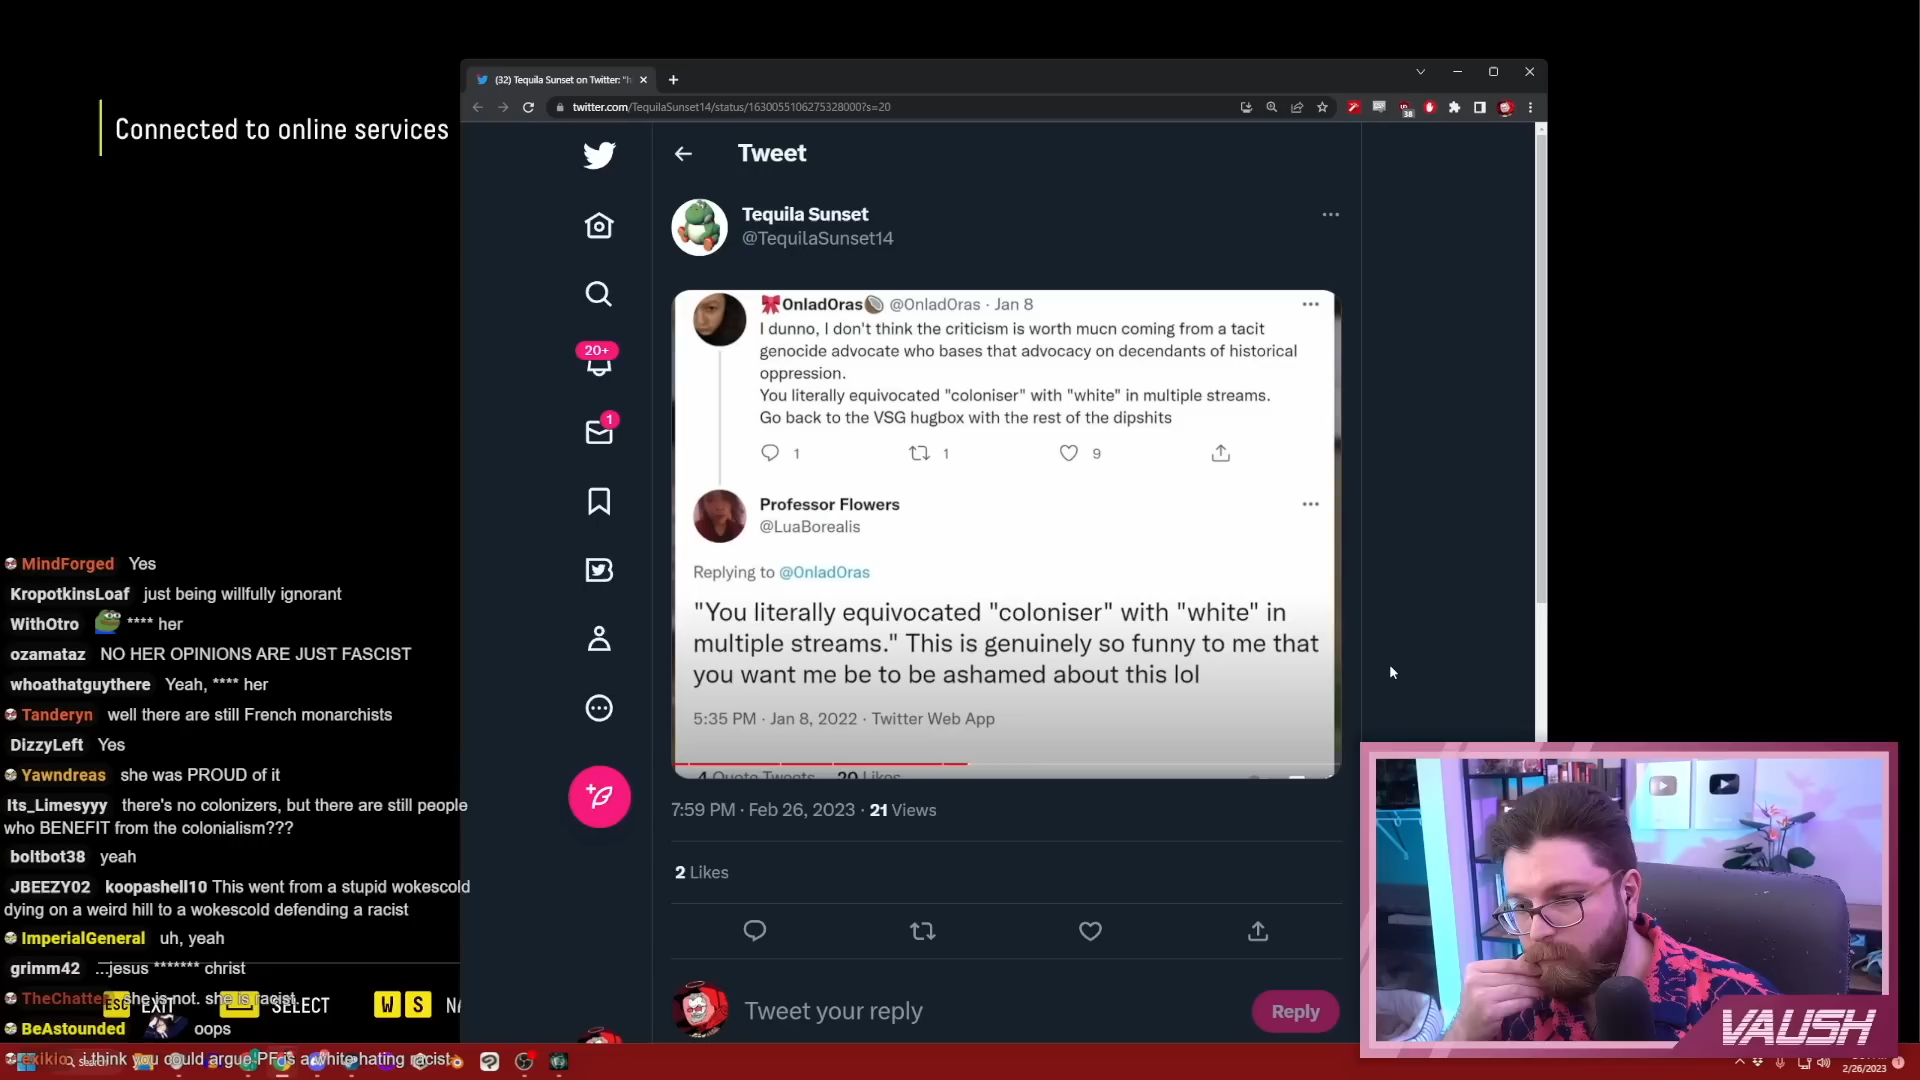 (32) Tequila Sunset on Twitter: "h
twitter.com/TequilaSunset14/status/1630055106275328000?s=20
38
Connected to online services
Tweet
Tequila Sunset
@TequilaSunset14
OnladOras @OnladOras · Jan 8
I dunno, I don't think the criticism is worth mucn coming from a tacit
genocide advocate who bases that advocacy on decendants of historical
oppression.
You literally equivocated "coloniser" with "white" in multiple streams.
Go back to the VSG hugbox with the rest of the dipshits
1 1 9
20+
1
Professor Flowers
@LuaBorealis
Replying to @OnladOras
"You literally equivocated "coloniser" with "white" in
multiple streams." This is genuinely so funny to me that
you want me be to be ashamed about this lol
5:35 PM · Jan 8, 2022 · Twitter Web App
4 Quote Tweets 20 Likes
7:59 PM · Feb 26, 2023 · 21 Views
2 Likes
Tweet your reply
Reply
MindForged Yes
KropotkinsLoaf just being willfully ignorant
WithOtro **** her
ozamataz NO HER OPINIONS ARE JUST FASCIST
whoathatguythere Yeah, **** her
Tanderyn well there are still French monarchists
DizzyLeft Yes
Yawndreas she was PROUD of it
Its_Limesyyy there's no colonizers, but there are still people
who BENEFIT from the colonialism???
boltbot38 yeah
JBEEZY02 koopashell10 This went from a stupid wokescold
dying on a weird hill to a wokescold defending a racist
ImperialGeneral uh, yeah
grimm42 ...jesus ******* christ
TheChatter she is not. she is racist.
ESC EXIT SELECT W S
BeAstounded oops
i think you could argue PF is a white hating racist
VAUSH
2/26/2023